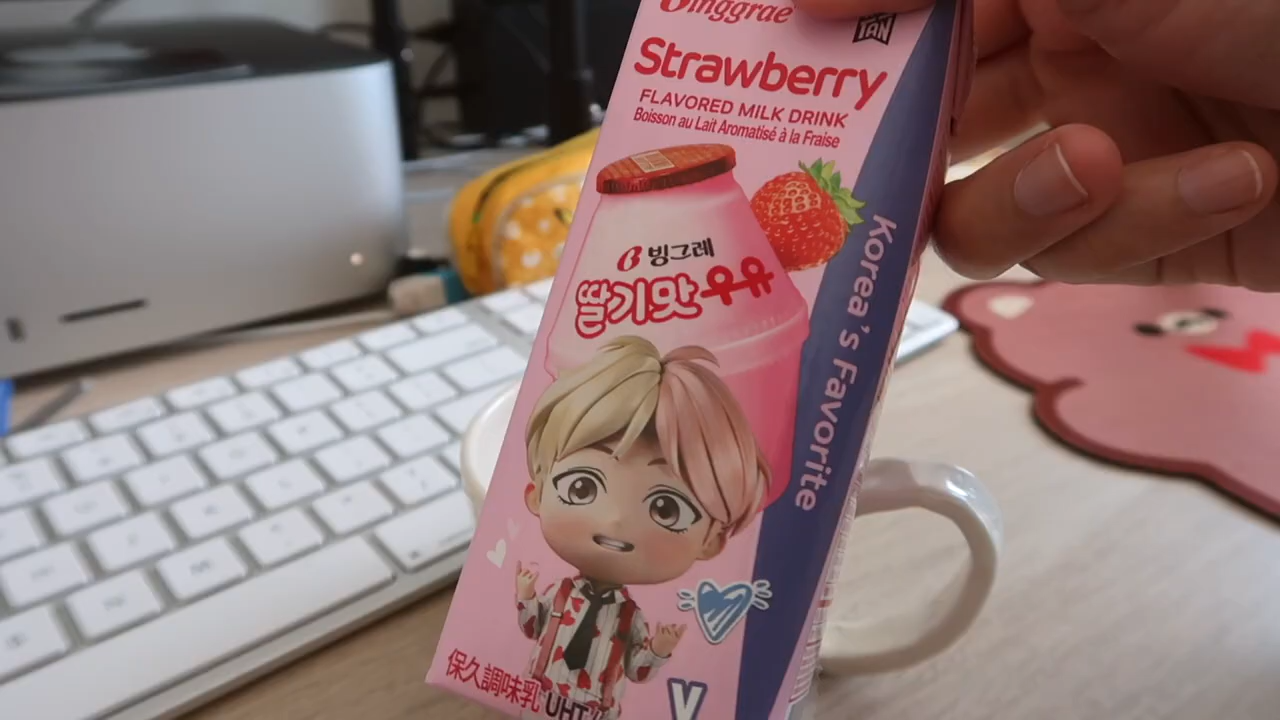 Binggrae
TAN
Strawberry
FLAVORED MILK DRINK
Boisson au Lait Aromatisé à la Fraise
빙그레
딸기맛우유
Korea's Favorite
保久調味乳 UHT
V